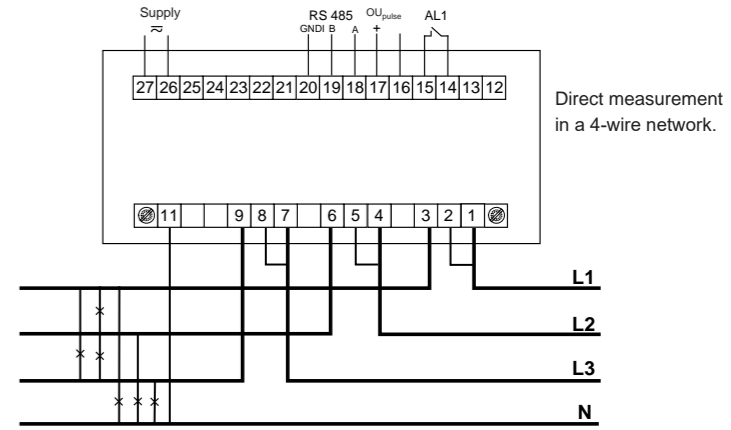 Supply
RS 485
OUpulse
AL1
GNDI B A +
27 26 25 24 23 22 21 20 19 18 17 16 15 14 13 12
Direct measurement
in a 4-wire network.
11 9 8 7 6 5 4 3 2 1
L1
L2
L3
N